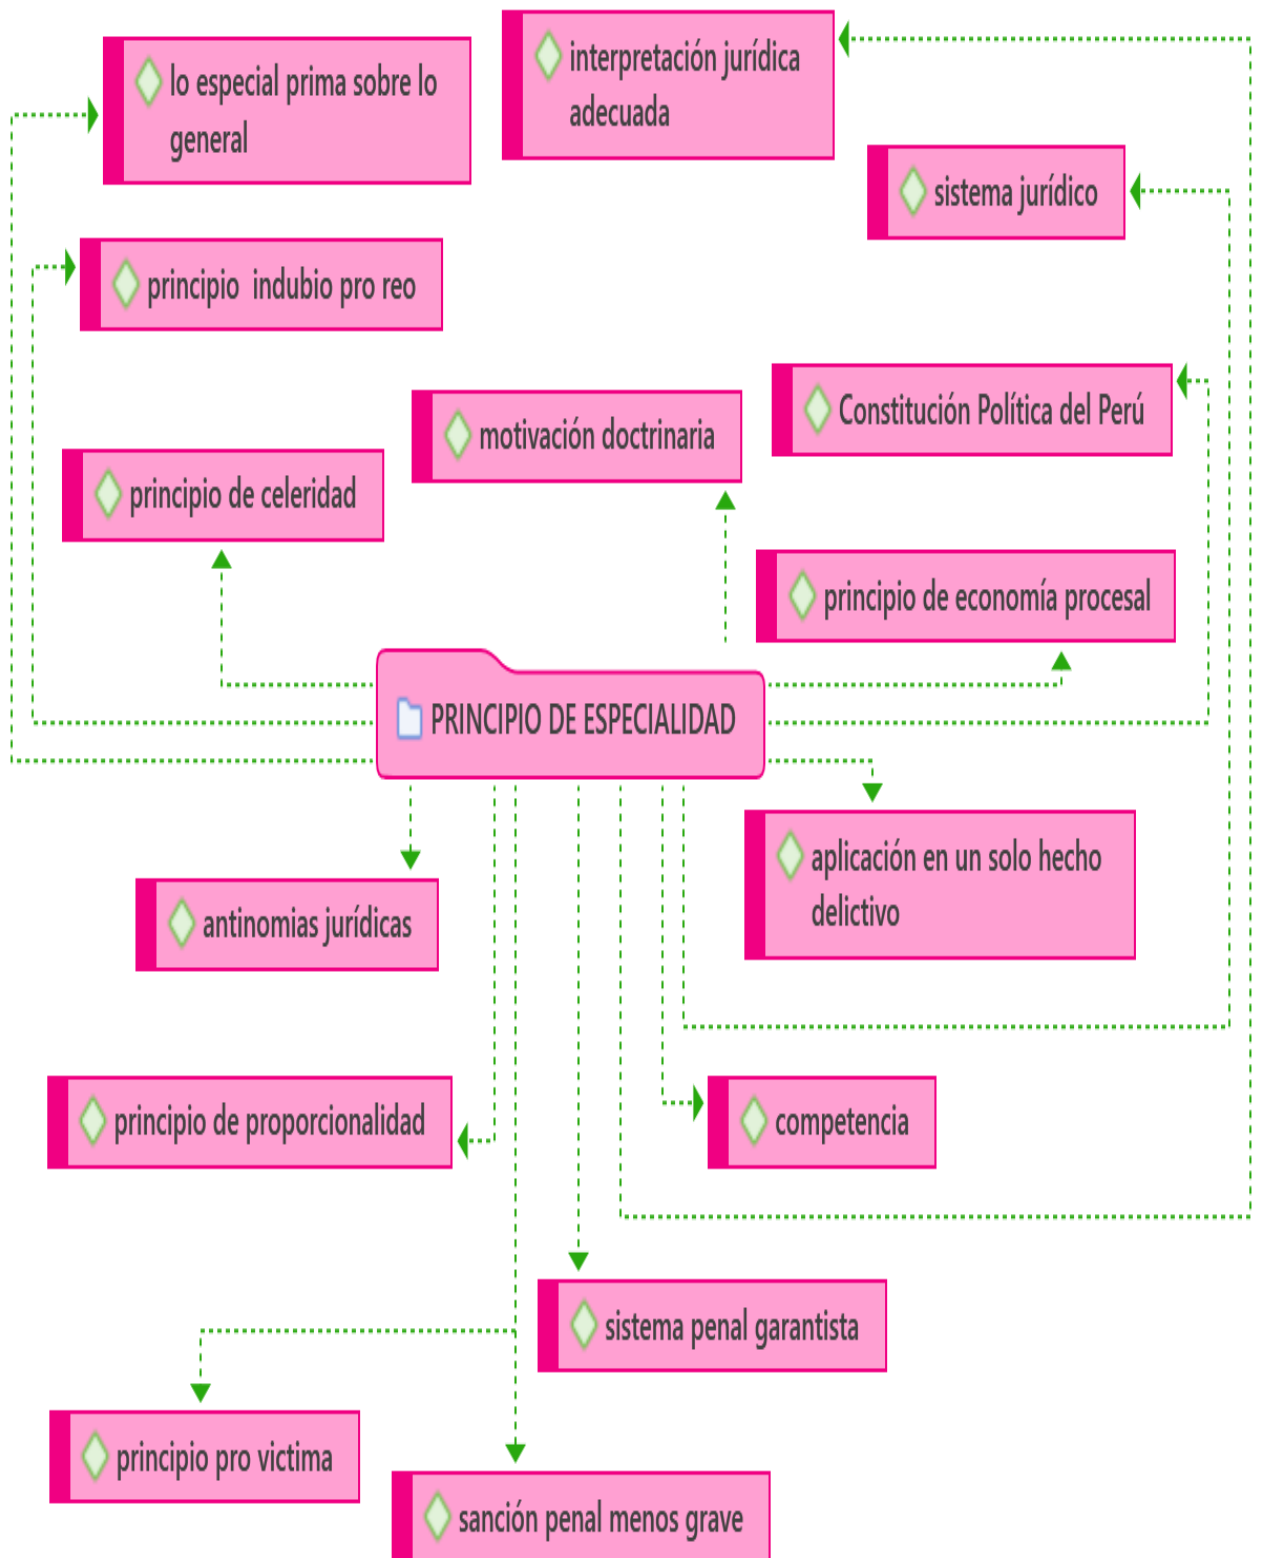 interpretación jurídica
adecuada
lo especial prima sobre lo
general
sistema jurídico
principio  indubio pro reo
Constitución Política del Perú
motivación doctrinaria
principio de celeridad
principio de economía procesal
PRINCIPIO DE ESPECIALIDAD
aplicación en un solo hecho
delictivo
antinomias jurídicas
principio de proporcionalidad
competencia
sistema penal garantista
principio pro victima
sanción penal menos grave